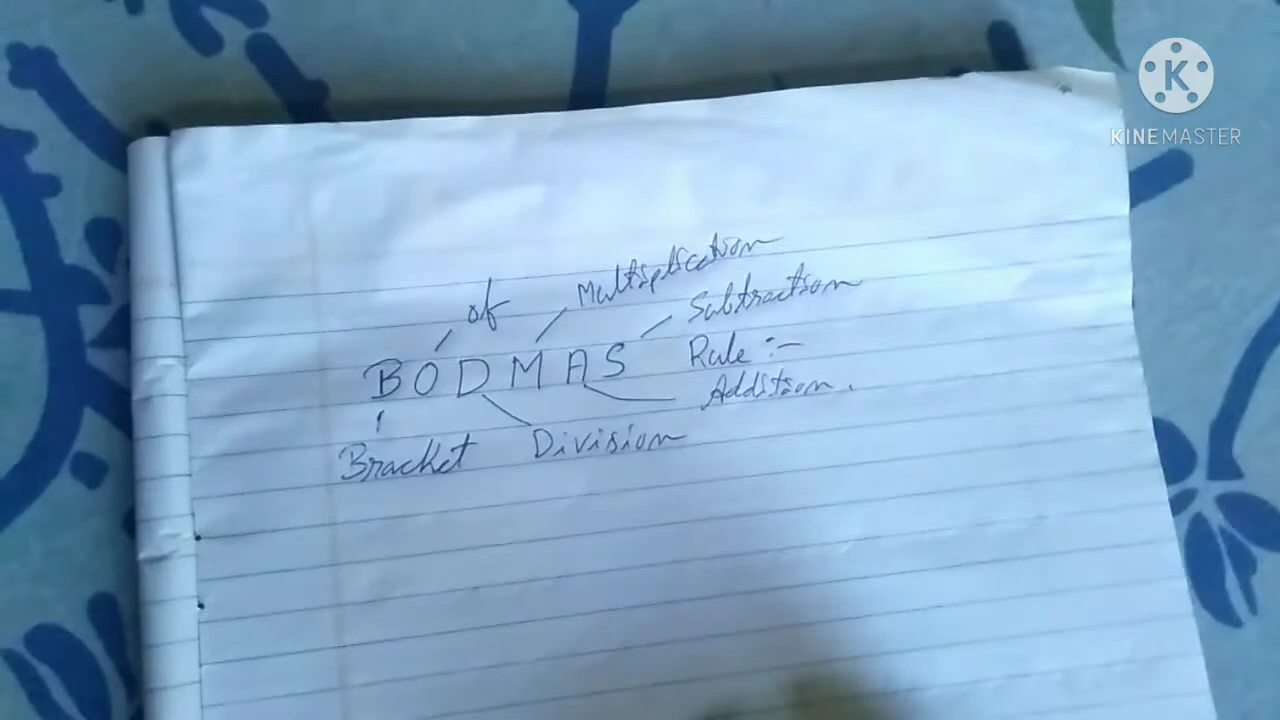 KINEMASTER
of Multiplication
Subtraction
BODMAS Rule :-
Addition.
Bracket Division